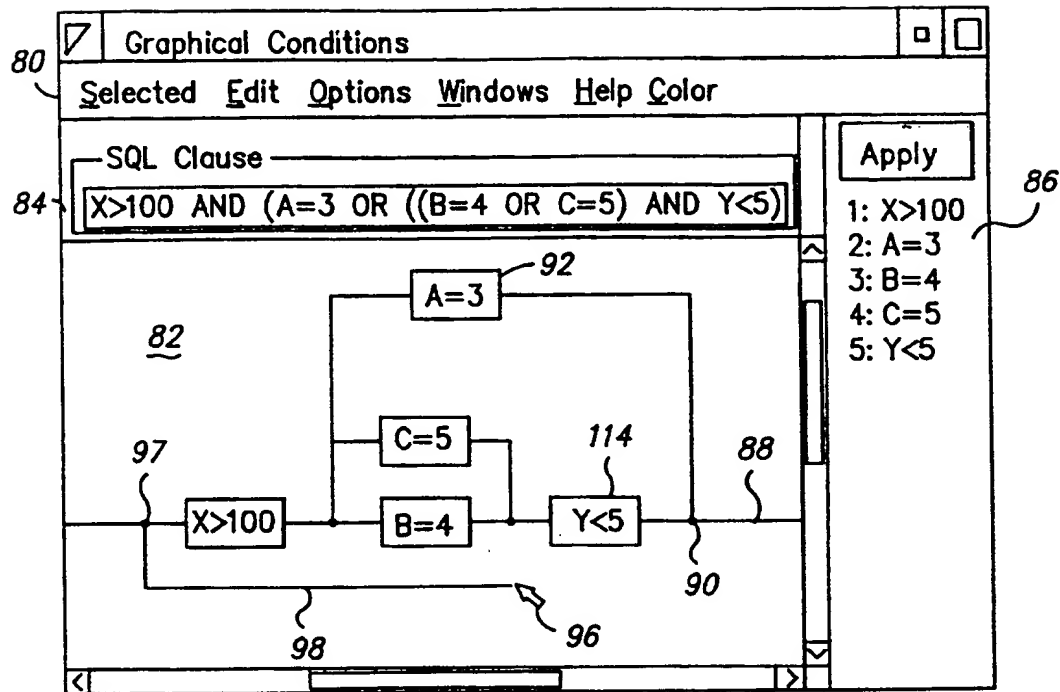 Graphical Conditions
80
Selected Edit Options Windows Help Color
SQL Clause
84
X>100 AND (A=3 OR ((B=4 OR C=5) AND Y<5)
Apply
86
1: X>100
2: A=3
3: B=4
4: C=5
5: Y<5
92
A=3
82
C=5
114
97
88
X>100
B=4
Y<5
90
98
96